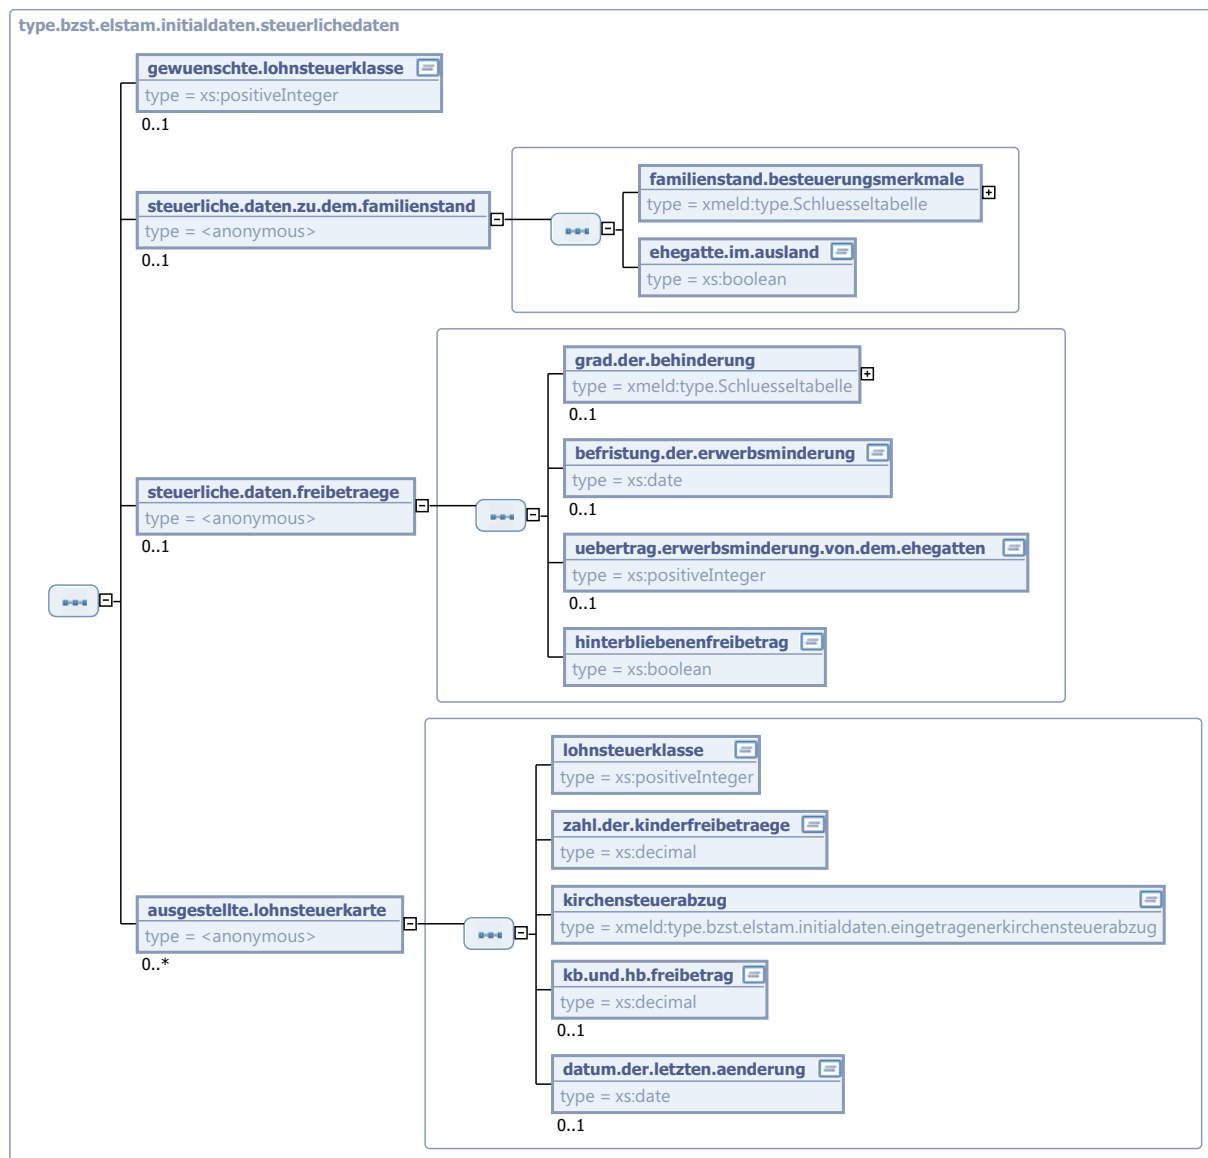 type.bzst.elstam.initialdaten.steuerlichedaten
gewuenschte.lohnsteuerklasse
type = xs:positiveInteger
0..1
steuerliche.daten.zu.dem.familienstand
type = <anonymous>
0..1
familienstand.besteuerungsmerkmale
type = xmeld:type.Schluesseltabelle
ehegatte.im.ausland
type = xs:boolean
steuerliche.daten.freibetraege
type = <anonymous>
0..1
grad.der.behinderung
type = xmeld:type.Schluesseltabelle
0..1
befristung.der.erwerbsminderung
type = xs:date
0..1
uebertrag.erwerbsminderung.von.dem.ehegatten
type = xs:positiveInteger
0..1
hinterbliebenenfreibetrag
type = xs:boolean
ausgestellte.lohnsteuerkarte
type = <anonymous>
0..*
lohnsteuerklasse
type = xs:positiveInteger
zahl.der.kinderfreibetraege
type = xs:decimal
kirchensteuerabzug
type = xmeld:type.bzst.elstam.initialdaten.eingetragenerkirchensteuerabzug
kb.und.hb.freibetrag
type = xs:decimal
0..1
datum.der.letzten.aenderung
type = xs:date
0..1